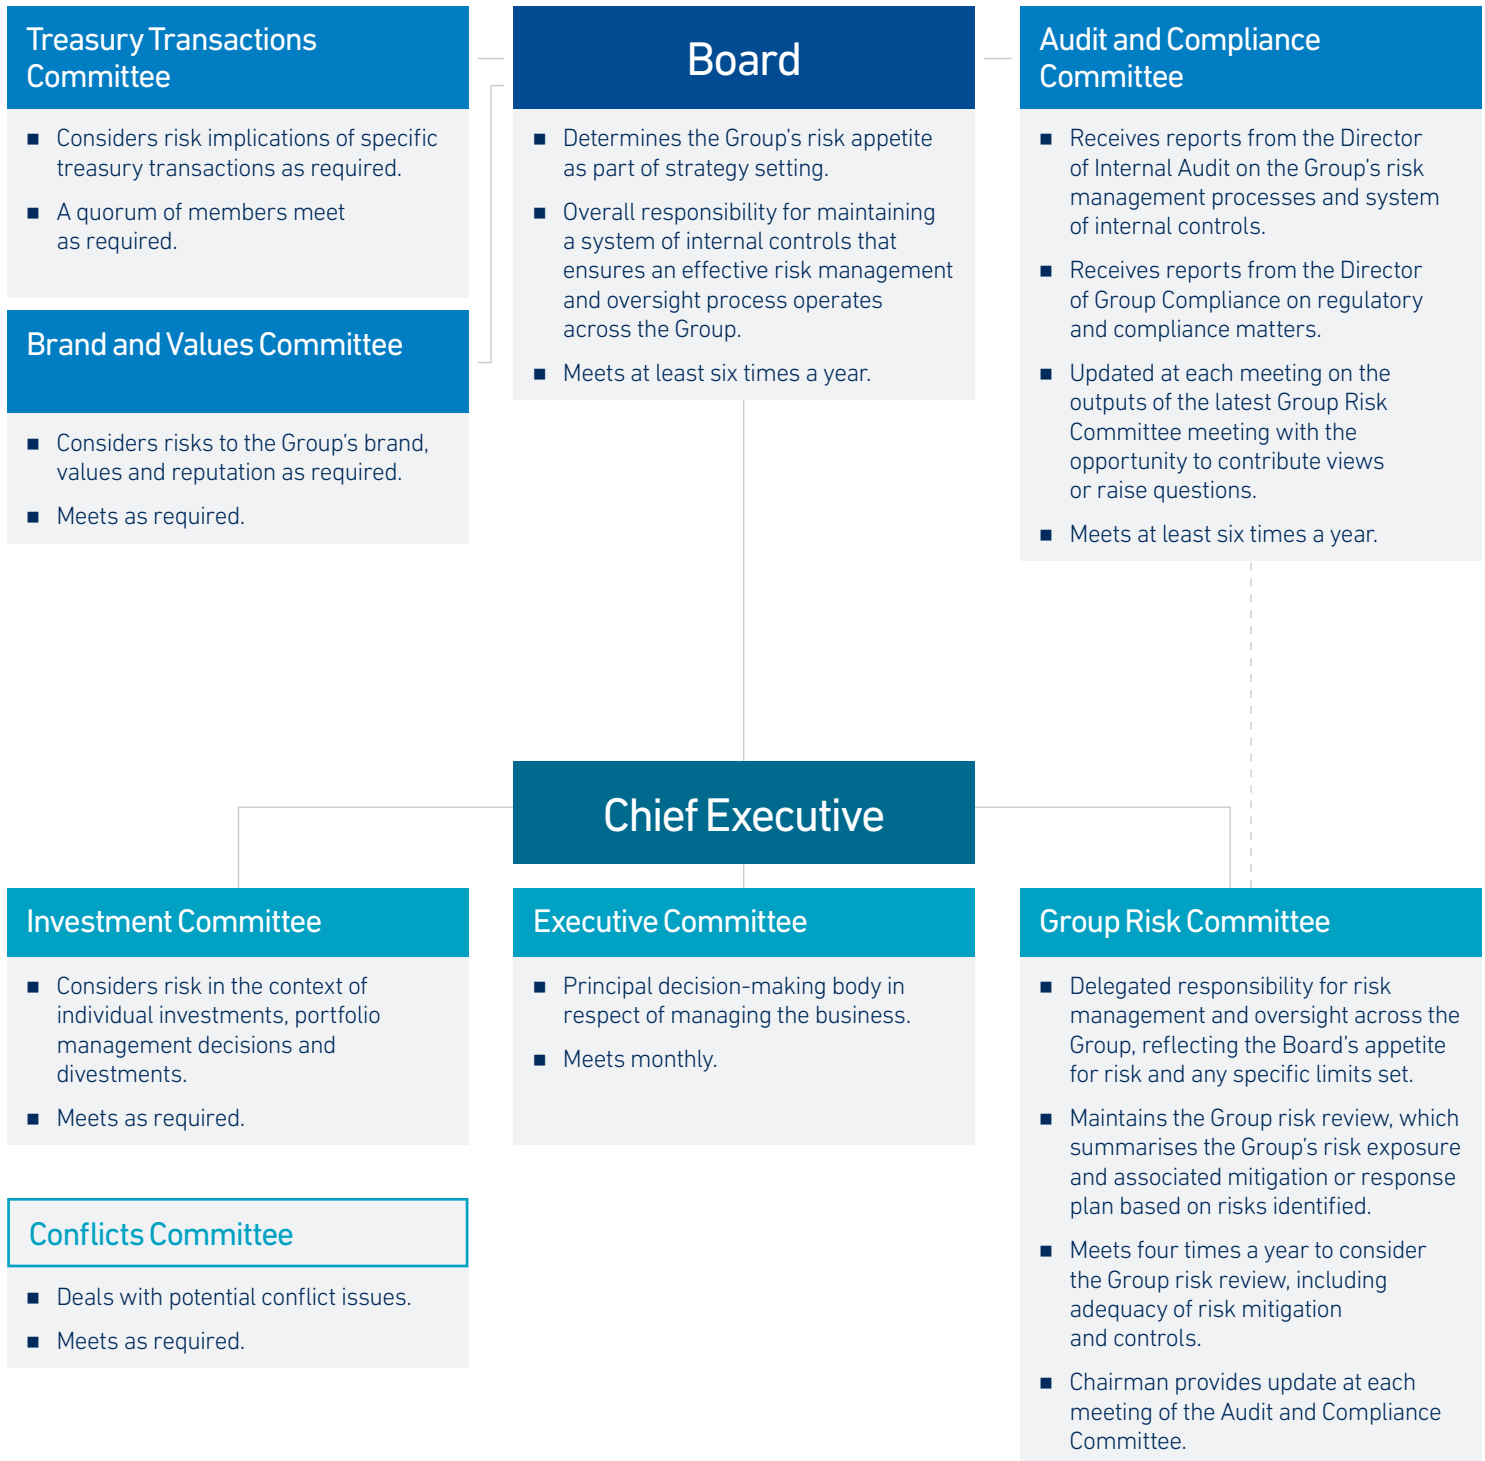 Treasury Transactions
Committee
■ Considers risk implications of specific
treasury transactions as required.
■ A quorum of members meet
as required.
Brand and Values Committee
■ Considers risks to the Group's brand,
values and reputation as required.
■ Meets as required.
Board
■ Determines the Group's risk appetite
as part of strategy setting.
■ Overall responsibility for maintaining
a system of internal controls that
ensures an effective risk management
and oversight process operates
across the Group.
■ Meets at least six times a year.
Audit and Compliance
Committee
■ Receives reports from the Director
of Internal Audit on the Group's risk
management processes and system
of internal controls.
■ Receives reports from the Director
of Group Compliance on regulatory
and compliance matters.
■ Updated at each meeting on the
outputs of the latest Group Risk
Committee meeting with the
opportunity to contribute views
or raise questions.
■ Meets at least six times a year.
Chief Executive
Investment Committee
■ Considers risk in the context of
individual investments, portfolio
management decisions and
divestments.
■ Meets as required.
Conflicts Committee
■ Deals with potential conflict issues.
■ Meets as required.
Executive Committee
■ Principal decision-making body in
respect of managing the business.
■ Meets monthly.
Group Risk Committee
■ Delegated responsibility for risk
management and oversight across the
Group, reflecting the Board's appetite
for risk and any specific limits set.
■ Maintains the Group risk review, which
summarises the Group's risk exposure
and associated mitigation or response
plan based on risks identified.
■ Meets four times a year to consider
the Group risk review, including
adequacy of risk mitigation
and controls.
■ Chairman provides update at each
meeting of the Audit and Compliance
Committee.